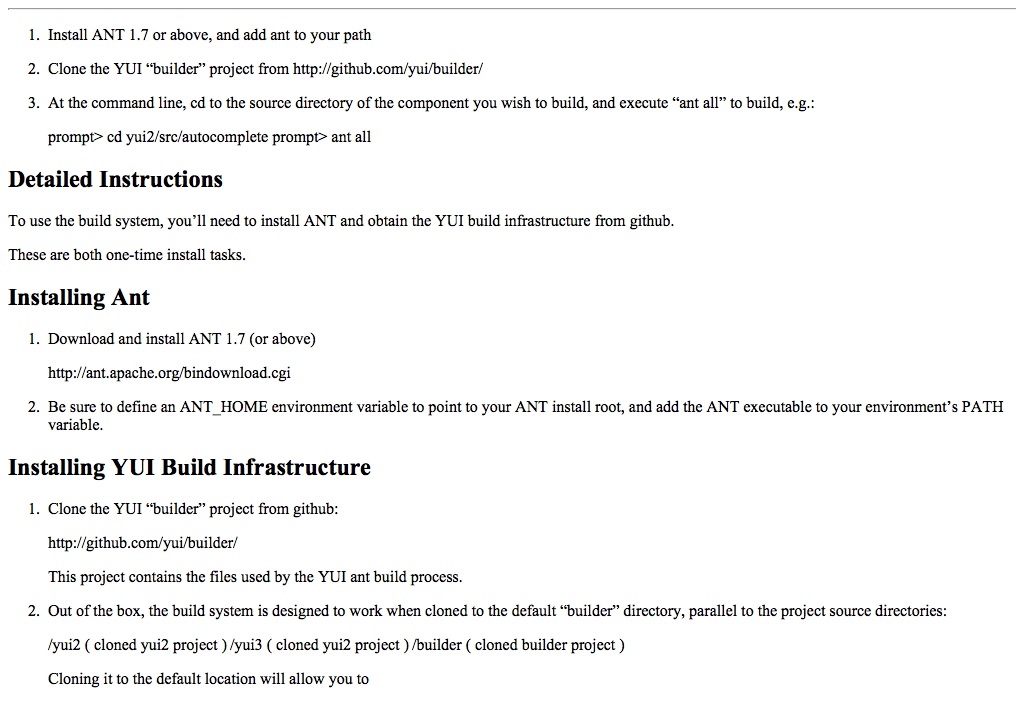 1. Install ANT 1.7 or above, and add ant to your path
2. Clone the YUI “builder” project from http://github.com/yui/builder/
3. At the command line, cd to the source directory of the component you wish to build, and execute “ant all” to build, e.g.:
prompt> cd yui2/src/autocomplete prompt> ant all
Detailed Instructions
To use the build system, you’ll need to install ANT and obtain the YUI build infrastructure from github.
These are both one-time install tasks.
Installing Ant
1. Download and install ANT 1.7 (or above)
http://ant.apache.org/bindownload.cgi
2. Be sure to define an ANT_HOME environment variable to point to your ANT install root, and add the ANT executable to your environment’s PATH
variable.
Installing YUI Build Infrastructure
1. Clone the YUI “builder” project from github:
http://github.com/yui/builder/
This project contains the files used by the YUI ant build process.
2. Out of the box, the build system is designed to work when cloned to the default “builder” directory, parallel to the project source directories:
/yui2 ( cloned yui2 project ) /yui3 ( cloned yui2 project ) /builder ( cloned builder project )
Cloning it to the default location will allow you to